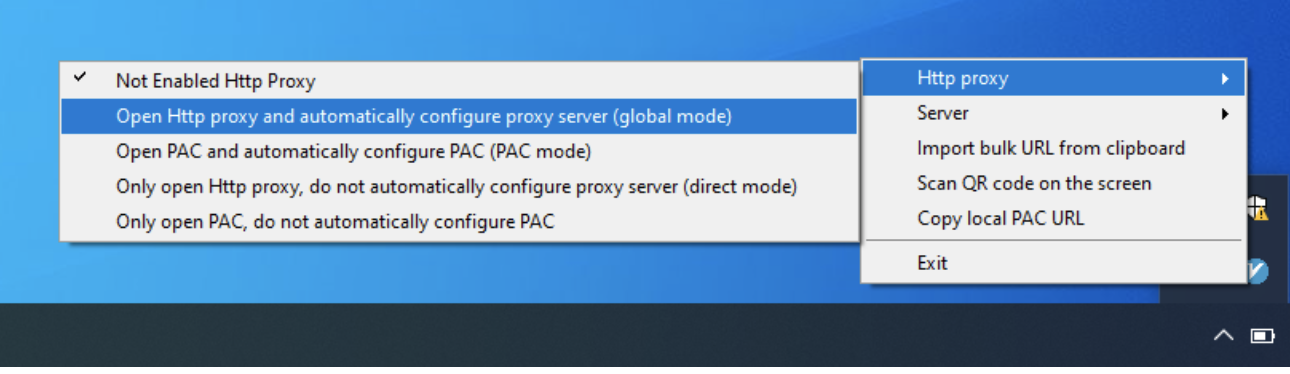 Not Enabled Http Proxy
Open Http proxy and automatically configure proxy server (global mode)
Open PAC and automatically configure PAC (PAC mode)
Only open Http proxy, do not automatically configure proxy server (direct mode)
Only open PAC, do not automatically configure PAC
Http proxy
Server
Import bulk URL from clipboard
Scan QR code on the screen
Copy local PAC URL
Exit